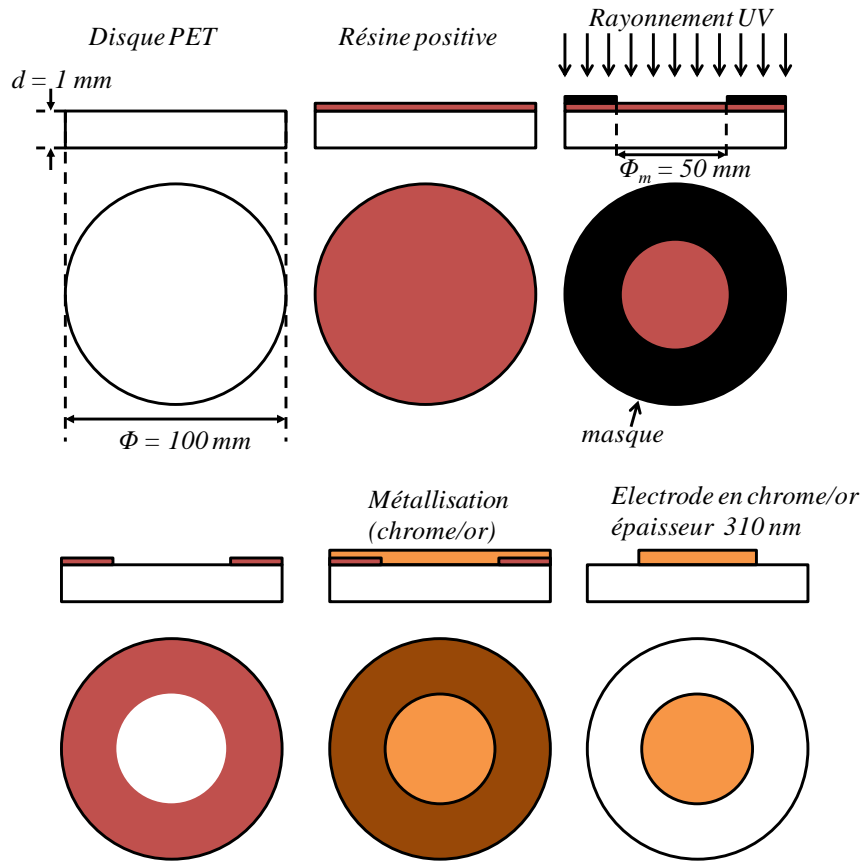 Disque PET
Résine positive
Rayonnement UV
d = 1 mm
Φm = 50 mm
masque
Φ = 100 mm
Métallisation
(chrome/or)
Electrode en chrome/or
épaisseur 310 nm